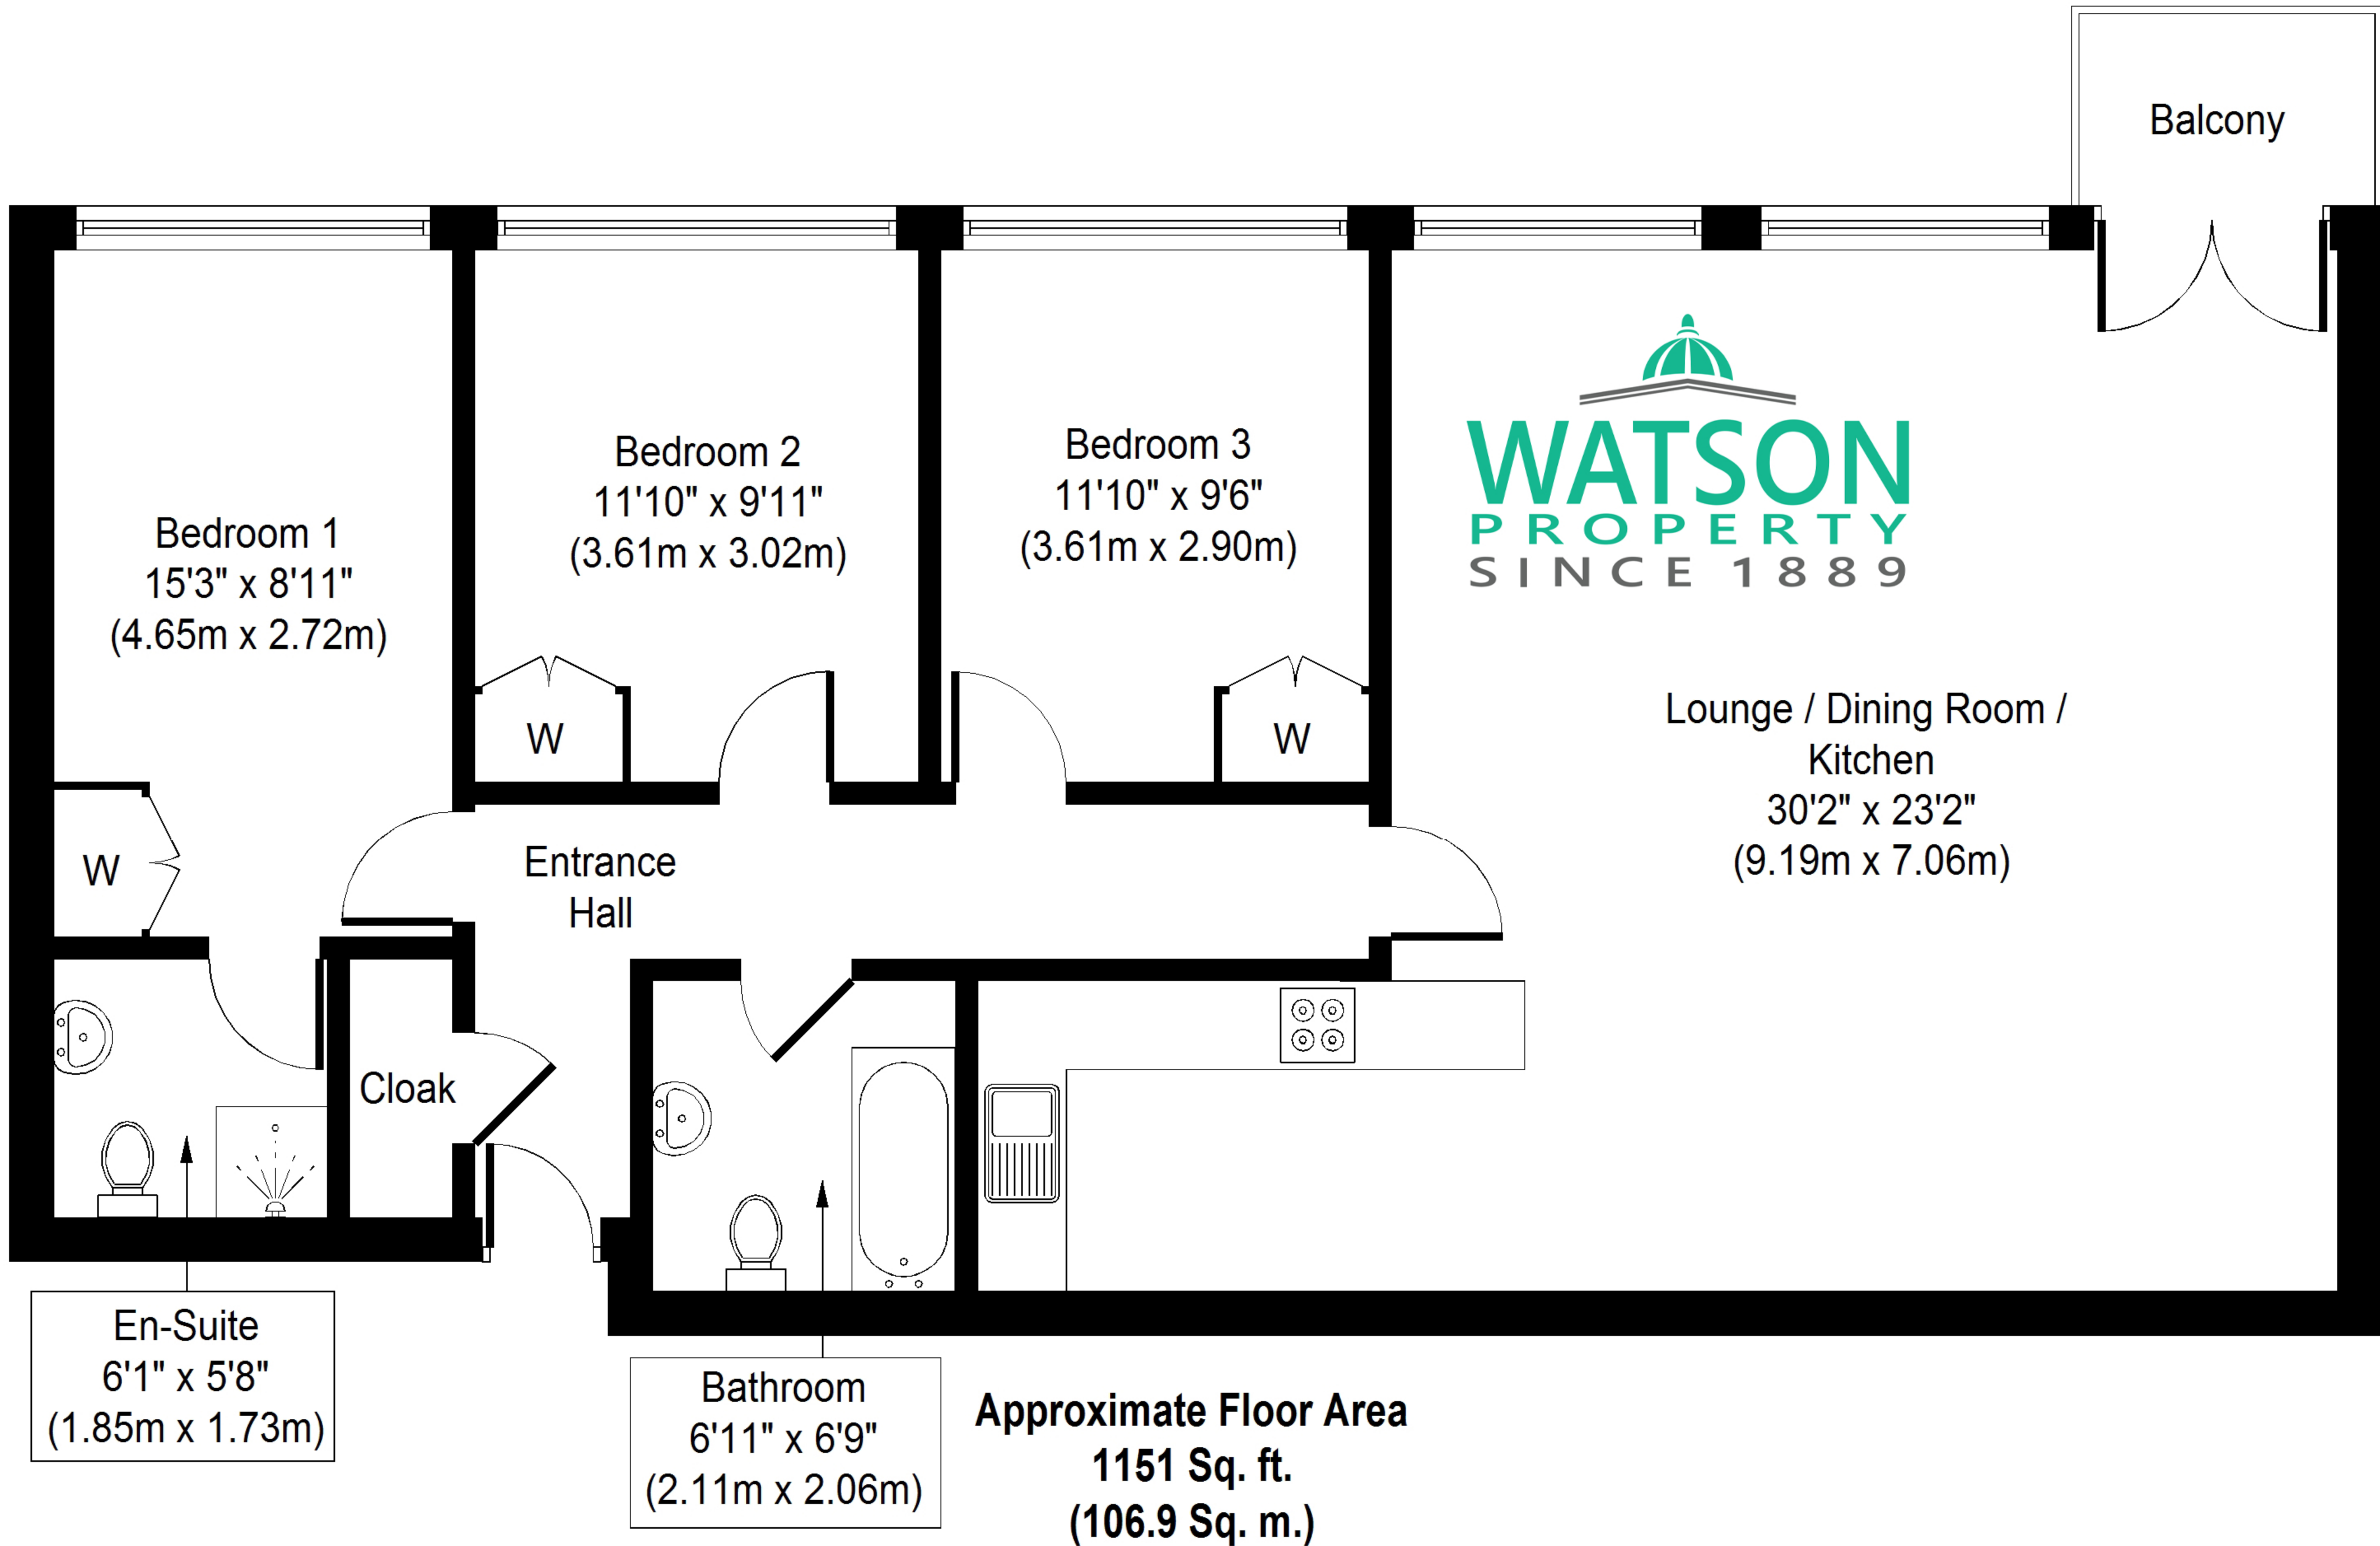 Balcony
WATSON
PROPERTY
SINCE 1889
Bedroom 1
15'3" x 8'11"
(4.65m x 2.72m)
Bedroom 2
11'10" x 9'11"
(3.61m x 3.02m)
Bedroom 3
11'10" x 9'6"
(3.61m x 2.90m)
Lounge / Dining Room /
Kitchen
30'2" x 23'2"
(9.19m x 7.06m)
W
W
W
Entrance
Hall
Cloak
En-Suite
6'1" x 5'8"
(1.85m x 1.73m)
Bathroom
6'11" x 6'9"
(2.11m x 2.06m)
Approximate Floor Area
1151 Sq. ft.
(106.9 Sq. m.)